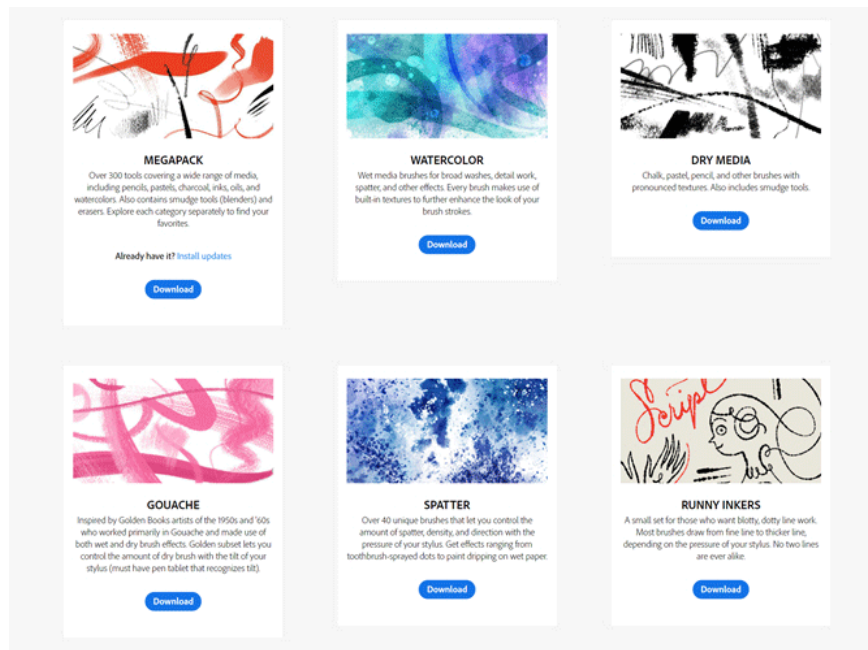 MEGAPACK
Over 300 tools covering a wide range of media,
including pencils, pastels, charcoal, inks, oils, and
watercolors. Also contains smudge tools (blenders) and
erasers. Explore each category separately to find your
favorites.
Already have it? Install updates
Download
WATERCOLOR
Wet media brushes for broad washes, detail work,
spatter, and other effects. Every brush makes use of
built-in textures to further enhance the look of your
brush strokes.
Download
DRY MEDIA
Chalk, pastel, pencil, and other brushes with
pronounced textures. Also includes smudge tools.
Download
GOUACHE
Inspired by Golden Books artists of the 1950s and '60s
who worked primarily in Gouache and made use of
both wet and dry brush effects. Golden subset lets you
control the amount of dry brush with the tilt of your
stylus (must have pen tablet that recognizes tilt).
Download
SPATTER
Over 40 unique brushes that let you control the
amount of spatter, density, and direction with the
pressure of your stylus. Get effects ranging from
toothbrush-sprayed dots to paint dripping on wet paper.
Download
Script
RUNNY INKERS
A small set for those who want blotty, dotty line work.
Most brushes draw from fine line to thicker line,
depending on the pressure of your stylus. No two lines
are ever alike.
Download